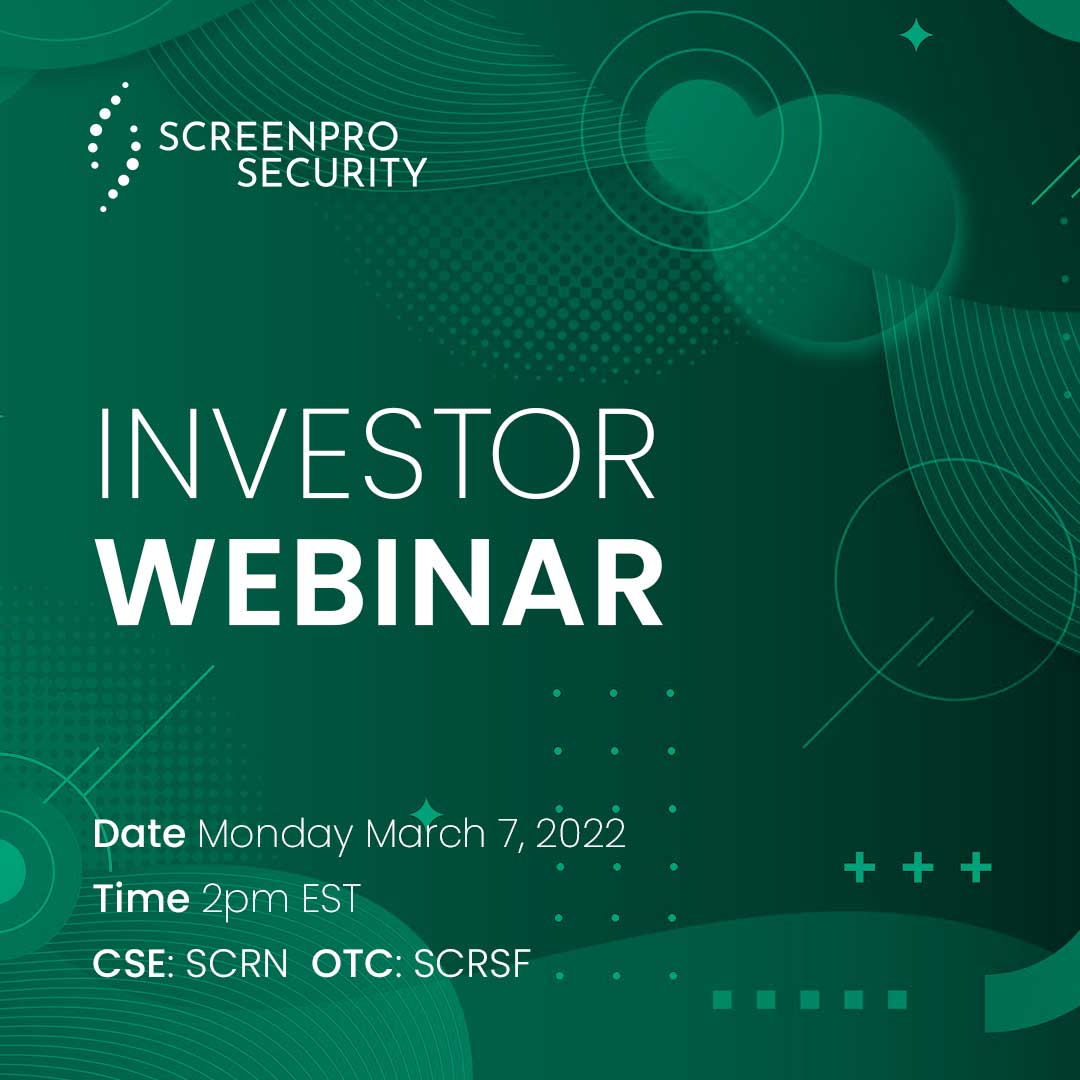 SCREENPRO
SECURITY
INVESTOR
WEBINAR
Date Monday March 7, 2022
Time 2pm EST
CSE: SCRN OTC: SCRSF